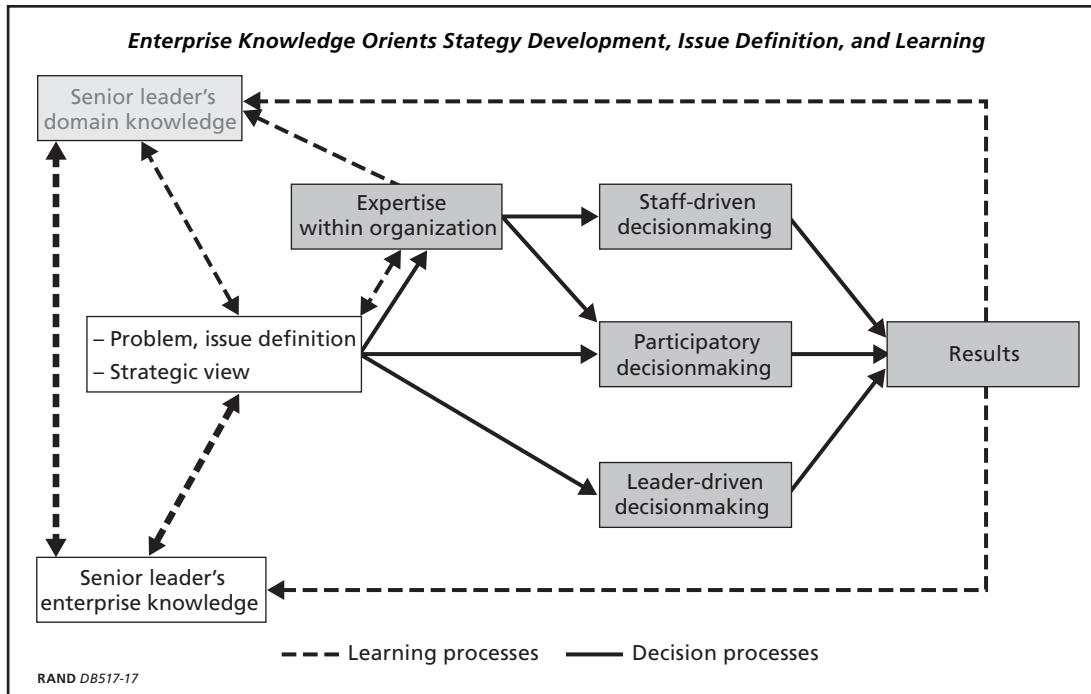 Enterprise Knowledge Orients Stategy Development, Issue Definition, and Learning
Senior leader's
domain knowledge
Expertise
within organization
Staff-driven
decisionmaking
– Problem, issue definition
– Strategic view
Participatory
decisionmaking
Results
Leader-driven
decisionmaking
Senior leader's
enterprise knowledge
Learning processes
Decision processes
RAND DB517-17